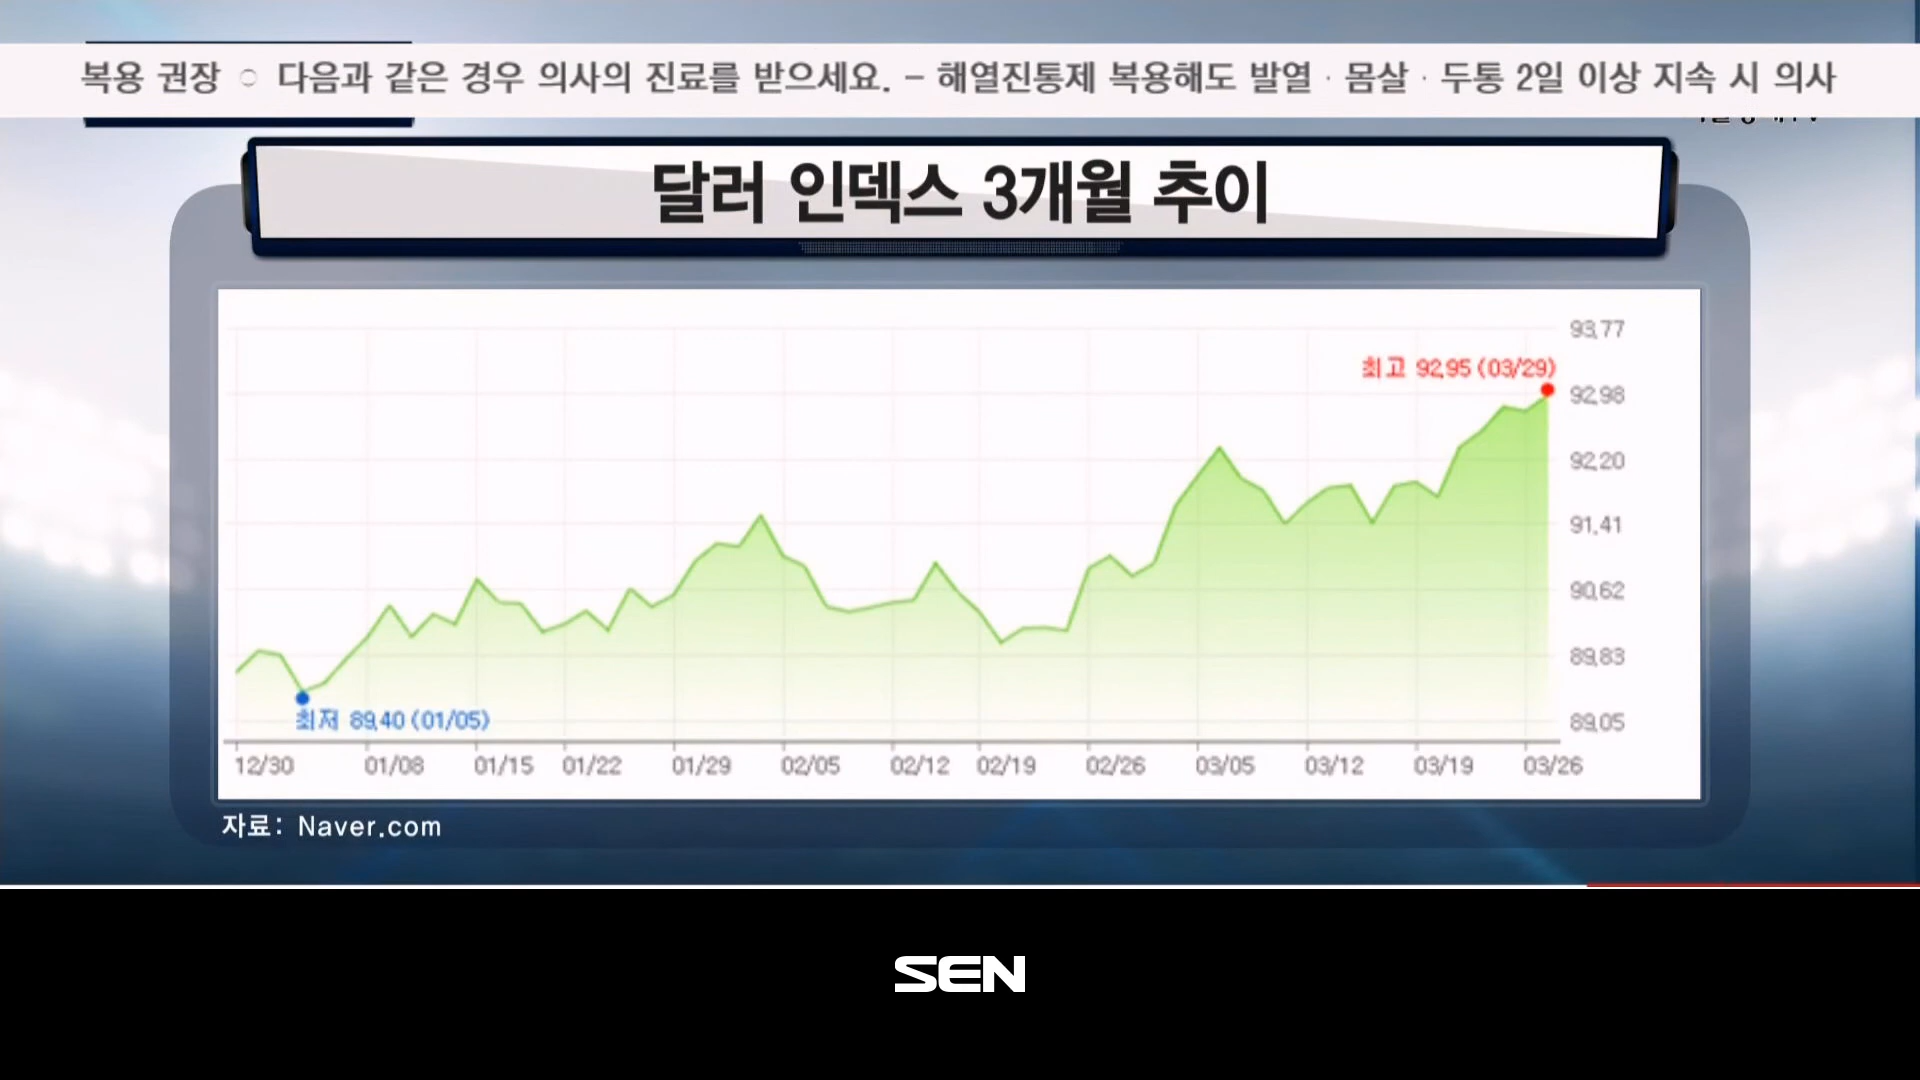 복용 권장 ○ 다음과 같은 경우 의사의 진료를 받으세요. - 해열진통제 복용해도 발열 · 몸살 · 두통 2일 이상 지속 시 의사
달러 인덱스 3개월 추이
93,77
최고 92,95 (03/29)
92,98
92,20
91,41
90,62
89,83
최저 89,40 (01/05)
89,05
12/30 01/08 01/15 01/22 01/29 02/05 02/12 02/19 02/26 03/05 03/12 03/19 03/26
자료: Naver.com
SEN